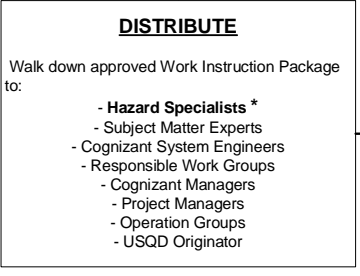 DISTRIBUTE
Walk down approved Work Instruction Package
to:
- Hazard Specialists *
- Subject Matter Experts
- Cognizant System Engineers
- Responsible Work Groups
- Cognizant Managers
- Project Managers
- Operation Groups
- USQD Originator